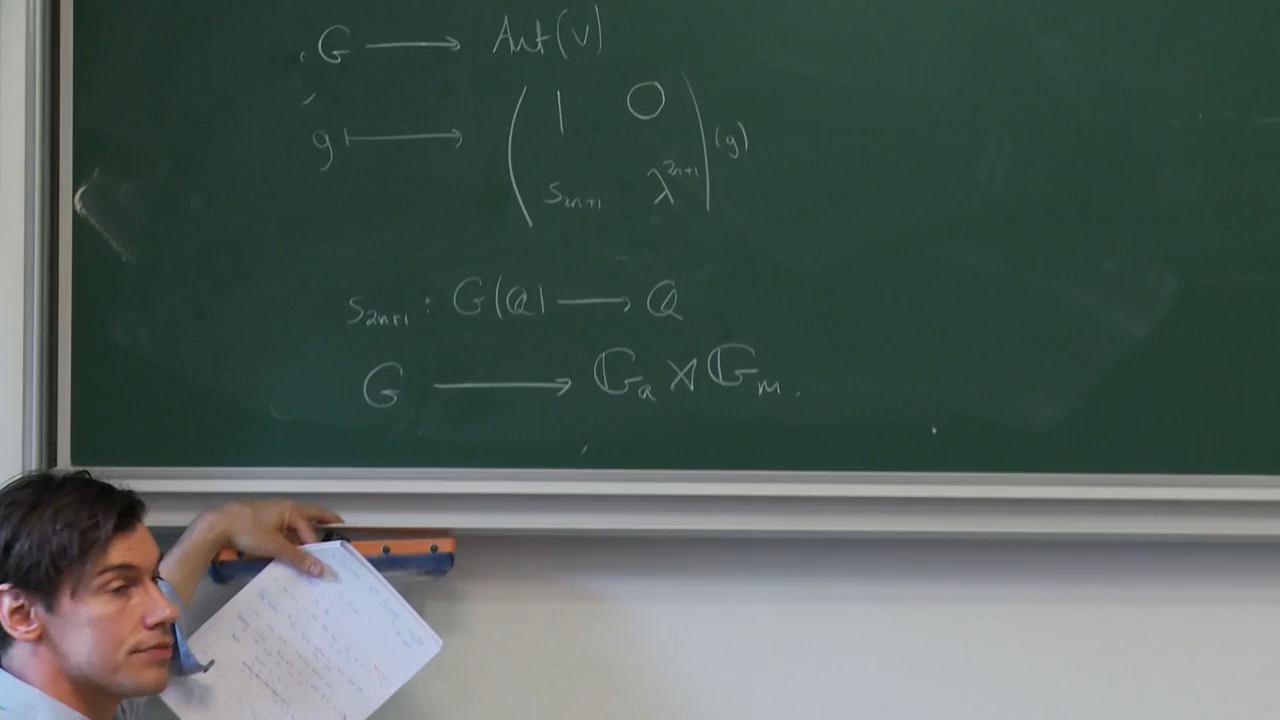 G ⟶ Aut(V)
g ⟼ ( 1 0
s_{2n+1} λ^{2n+1} ) (g)
s_{2n+1} : G(ℚ) ⟶ ℚ
G ⟶ 𝔾_a ⋊ 𝔾_m.